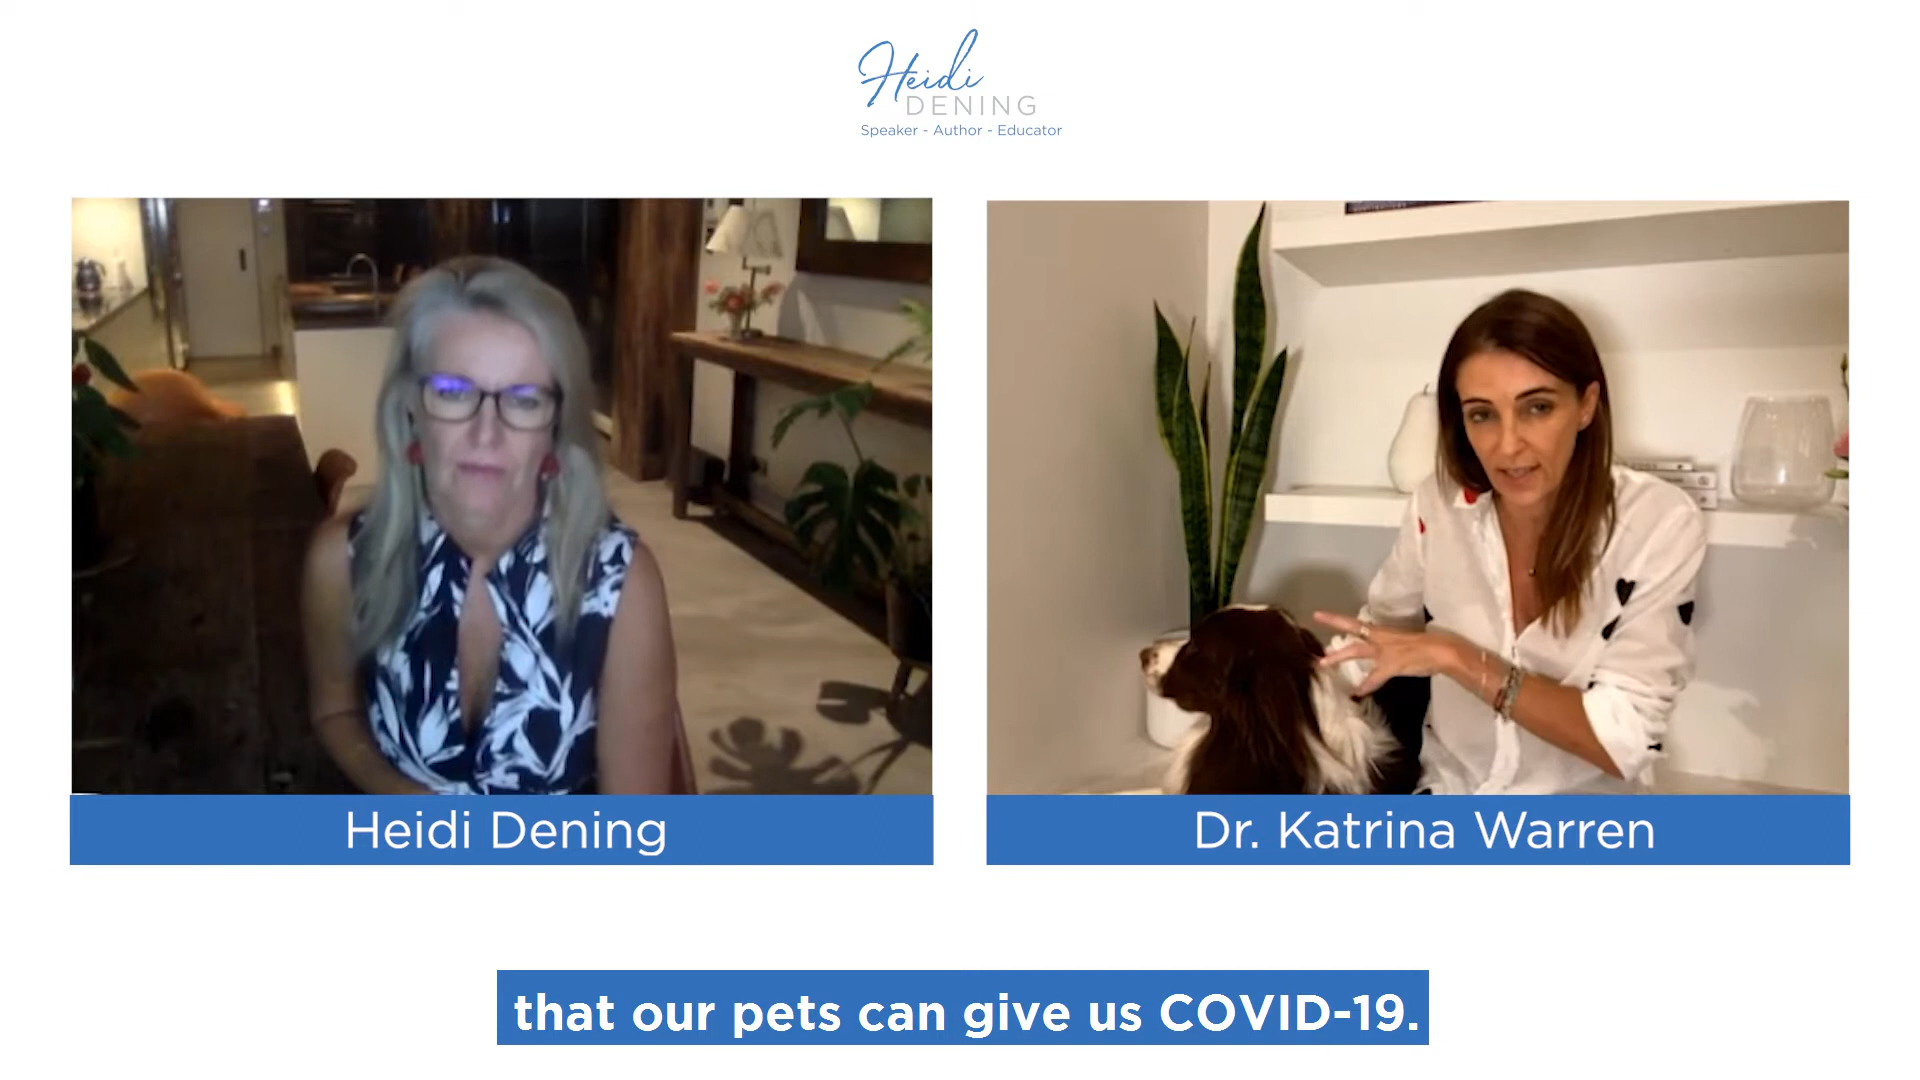 Heidi
DENING
Speaker - Author - Educator
Heidi Dening
Dr. Katrina Warren
that our pets can give us COVID-19.